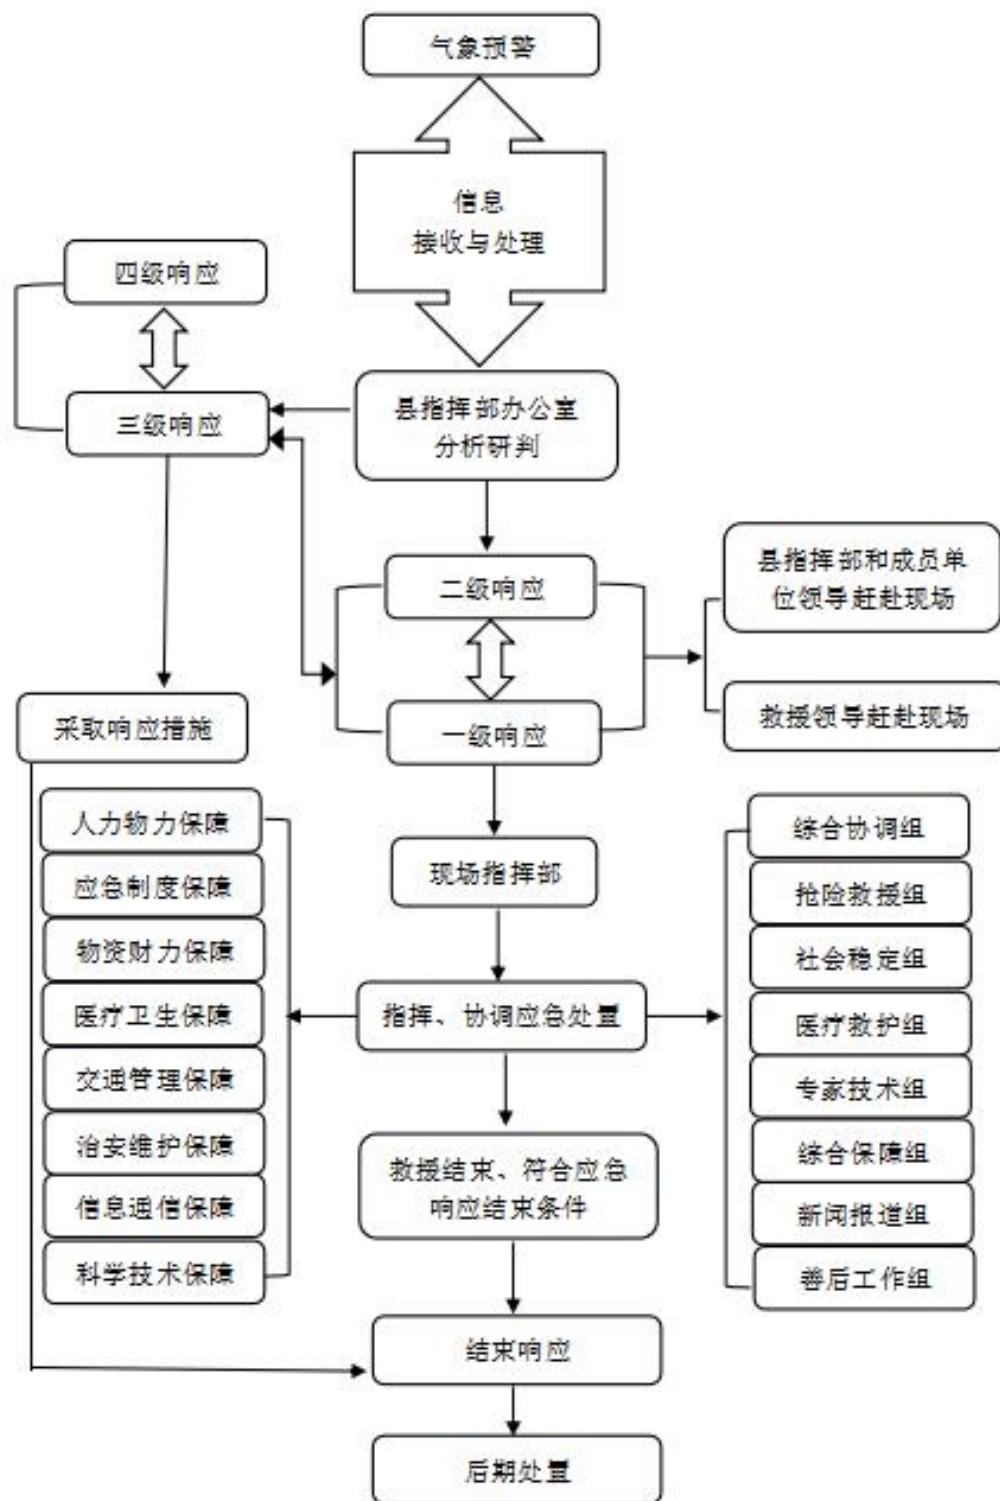 气象预警
信息
接收与处理
四级响应
三级响应
县指挥部办公室
分析研判
二级响应
一级响应
县指挥部和成员单
位领导赶赴现场
救援领导赶赴现场
采取响应措施
现场指挥部
人力物力保障
应急制度保障
物资财力保障
医疗卫生保障
交通管理保障
治安维护保障
信息通信保障
科学技术保障
指挥、协调应急处置
综合协调组
抢险救援组
社会稳定组
医疗救护组
专家技术组
综合保障组
新闻报道组
善后工作组
救援结束、符合应急
响应结束条件
结束响应
后期处置